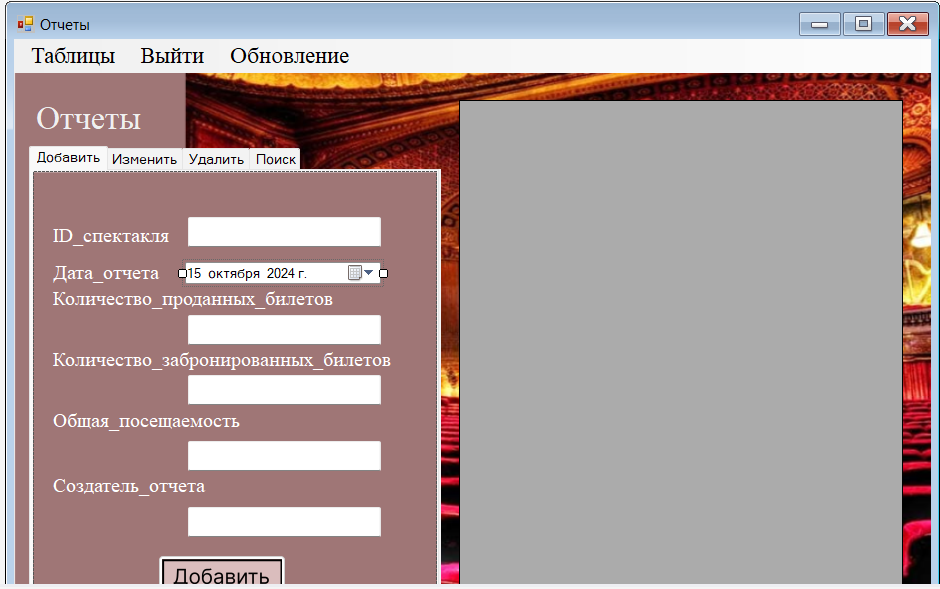 Отчеты
Таблицы Выйти Обновление
Отчеты
Добавить Изменить Удалить Поиск
ID_спектакля
Дата_отчета 15 октября 2024 г.
Количество_проданных_билетов
Количество_забронированных_билетов
Общая_посещаемость
Создатель_отчета
Добавить